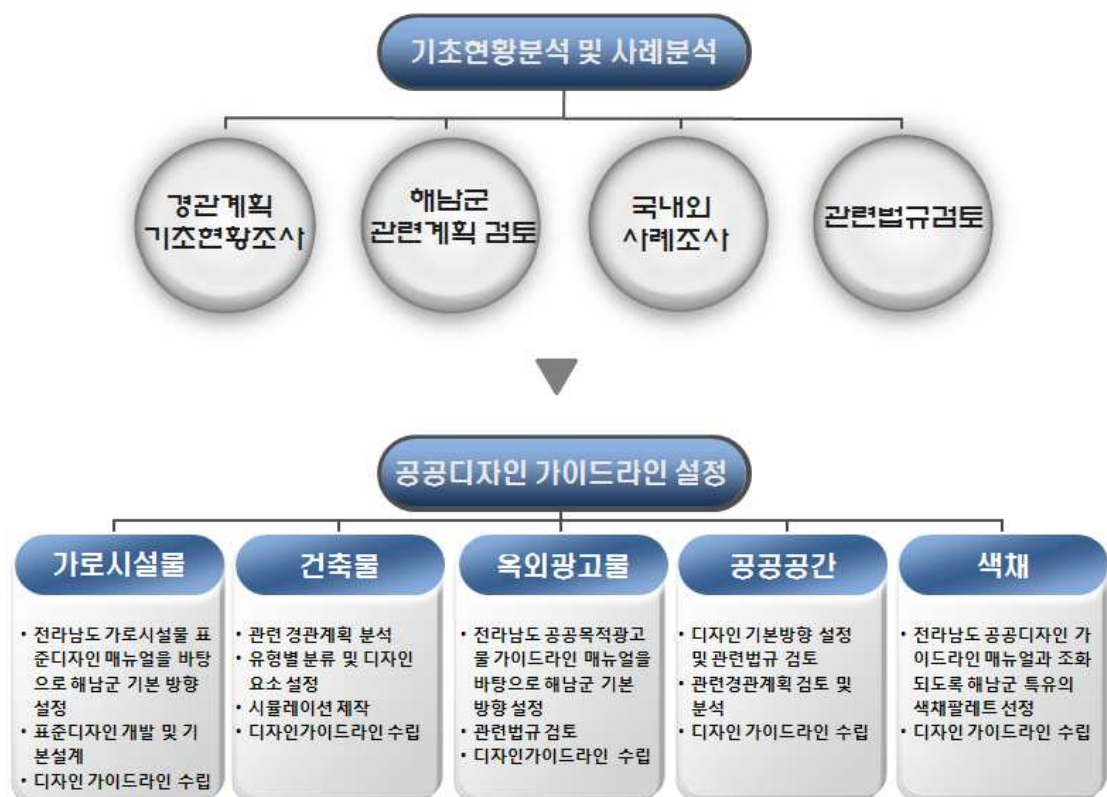 기초현황분석 및 사례분석
경관계획
기초현황조사
해남군
관련계획 검토
국내외
사례조사
관련법규검토
공공디자인 가이드라인 설정
가로시설물
• 전라남도 가로시설물 표
준디자인 매뉴얼을 바탕
으로 해남군 기본 방향
설정
• 표준디자인 개발 및 기
본설계
• 디자인 가이드라인 수립
건축물
• 관련 경관계획 분석
• 유형별 분류 및 디자인
요소 설정
• 시뮬레이션 제작
• 디자인가이드라인 수립
옥외광고물
• 전라남도 공공목적광고
물 가이드라인 매뉴얼을
바탕으로 해남군 기본
방향 설정
• 관련법규 검토
• 디자인가이드라인 수립
공공공간
• 디자인 기본방향 설정
및 관련법규 검토
• 관련경관계획 검토 및
분석
• 디자인 가이드라인 수립
색채
• 전라남도 공공디자인 가
이드라인 매뉴얼과 조화
되도록 해남군 특유의
색채팔레트 선정
• 디자인 가이드라인 수립